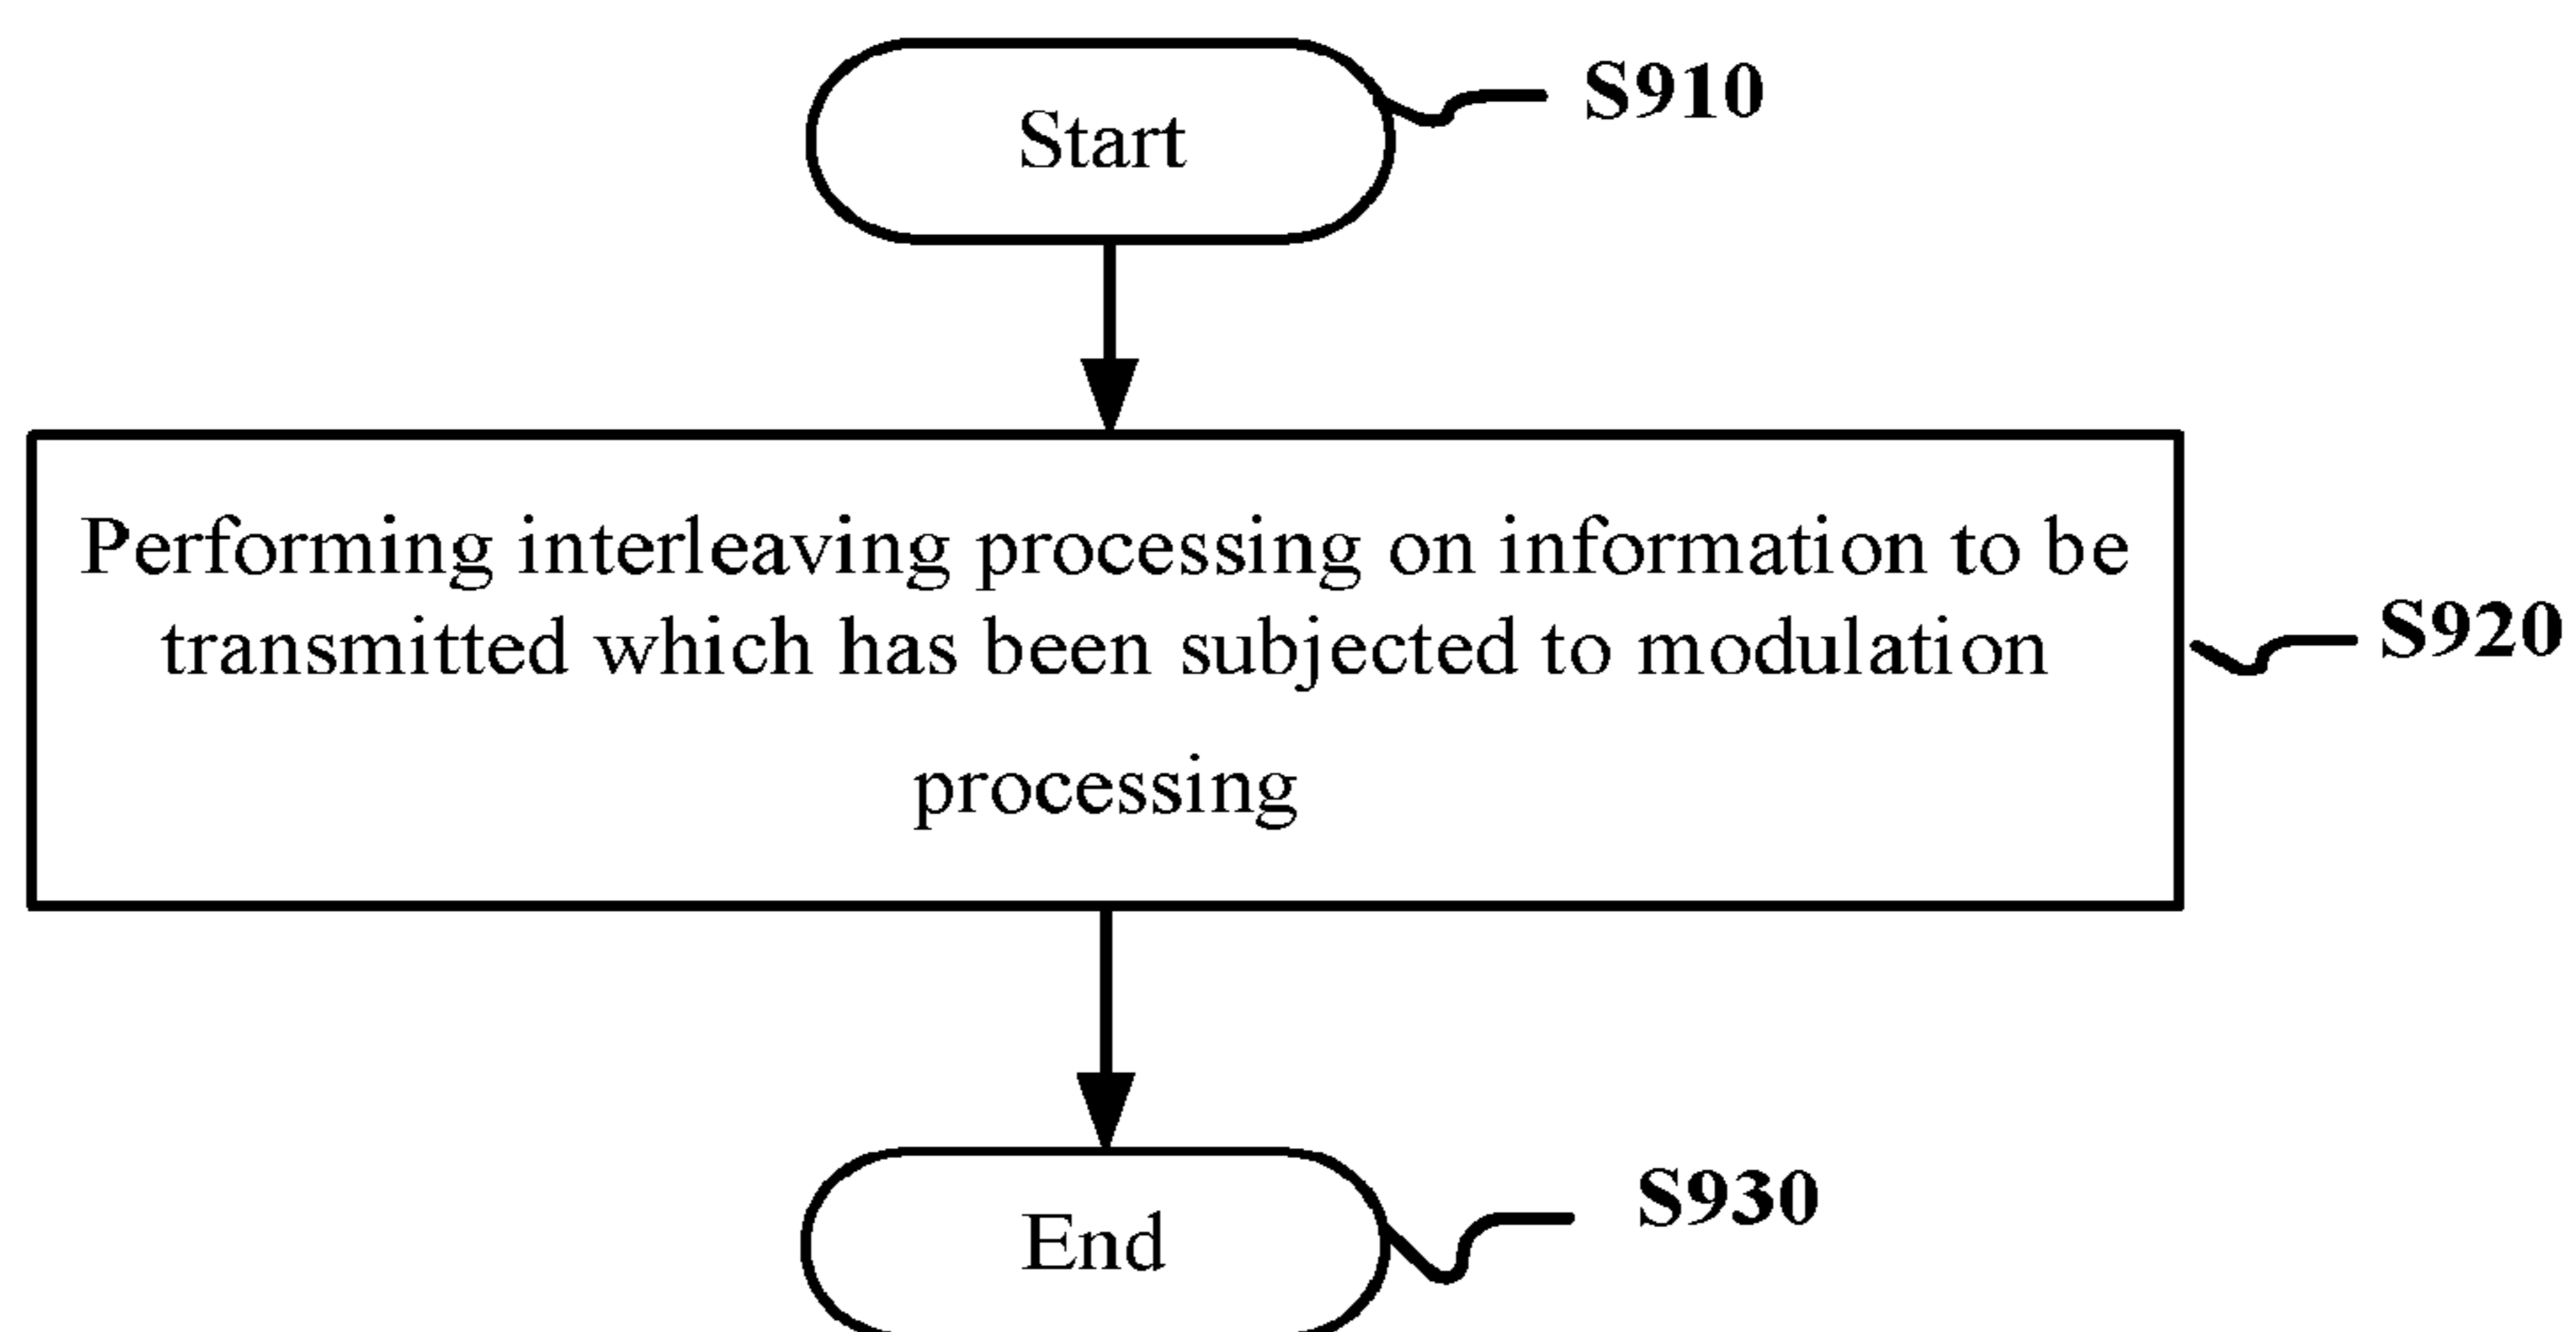 Start
S910
Performing interleaving processing on information to be
transmitted which has been subjected to modulation
processing
S920
End
S930